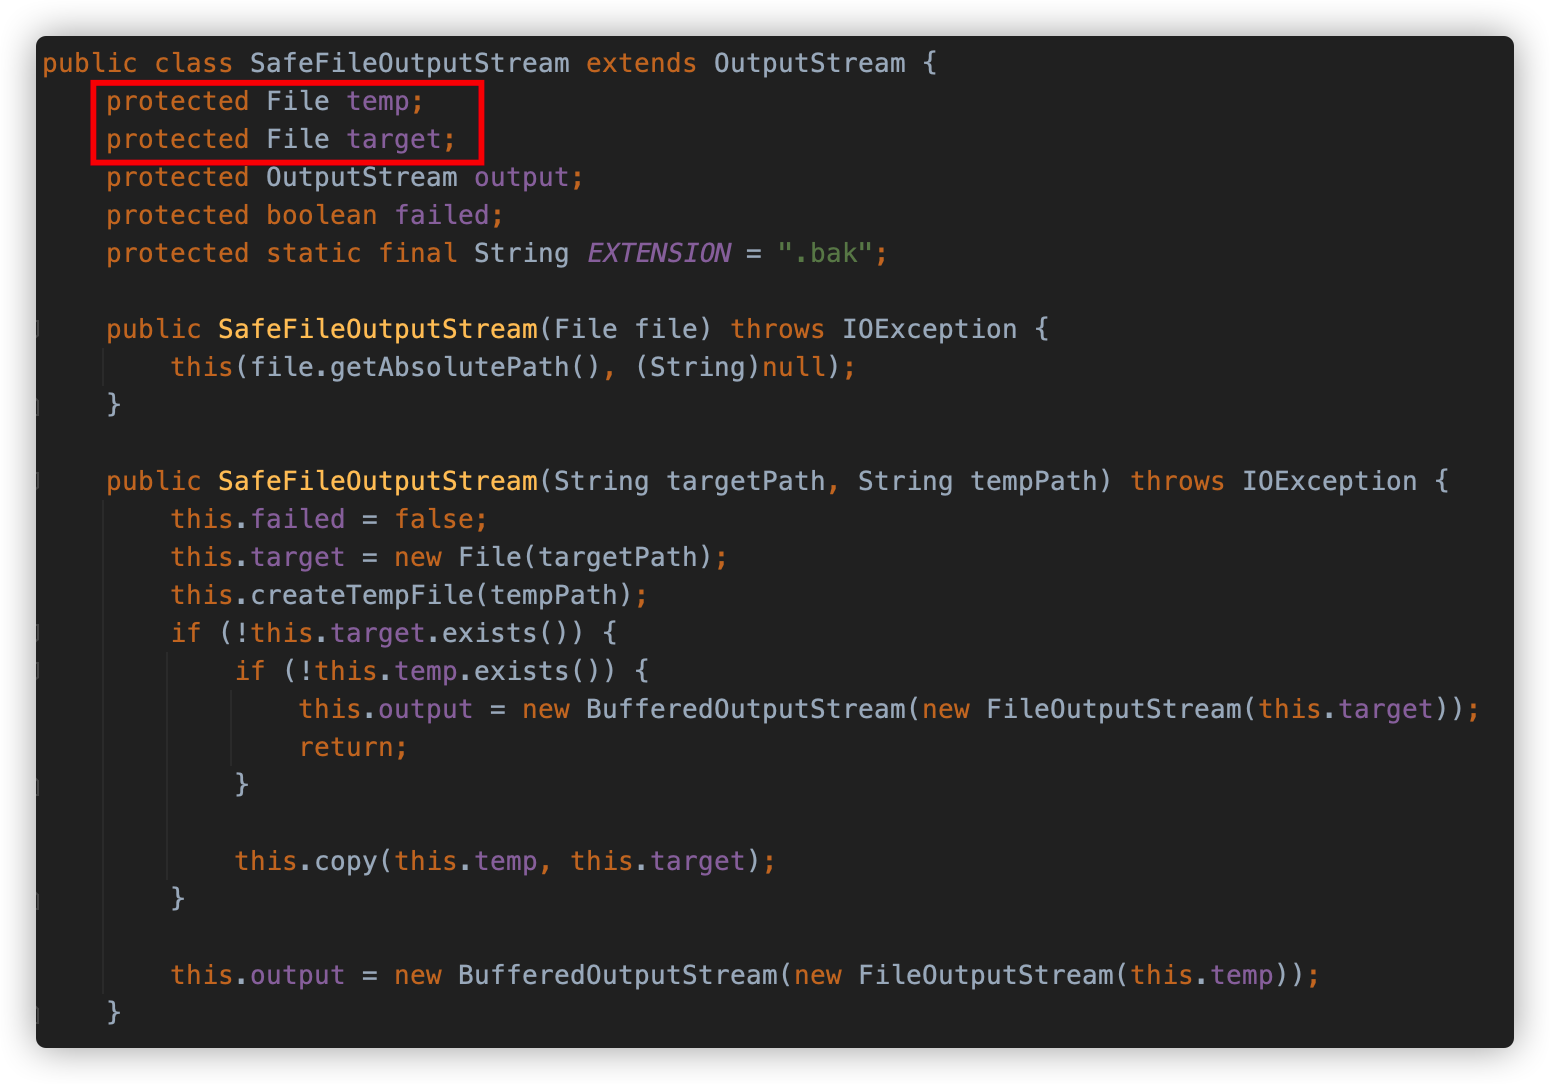 public class SafeFileOutputStream extends OutputStream {
    protected File temp;
    protected File target;
    protected OutputStream output;
    protected boolean failed;
    protected static final String EXTENSION = ".bak";

    public SafeFileOutputStream(File file) throws IOException {
        this(file.getAbsolutePath(), (String)null);
    }

    public SafeFileOutputStream(String targetPath, String tempPath) throws IOException {
        this.failed = false;
        this.target = new File(targetPath);
        this.createTempFile(tempPath);
        if (!this.target.exists()) {
            if (!this.temp.exists()) {
                this.output = new BufferedOutputStream(new FileOutputStream(this.target));
                return;
            }

            this.copy(this.temp, this.target);
        }

        this.output = new BufferedOutputStream(new FileOutputStream(this.temp));
    }